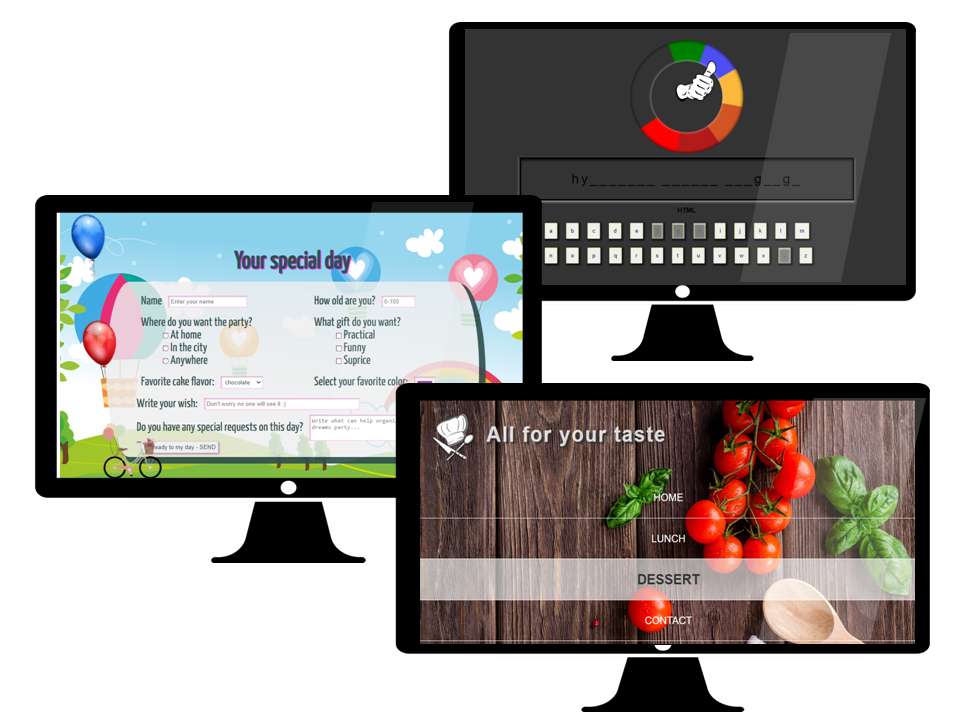 hy_______ ______ ___g__g_
HTML
a b c d e i j k l m
n o p q r s t u v w x z
Your special day
Name Enter your name How old are you? 0-100
Where do you want the party? What gift do you want?
At home Practical
In the city Funny
Anywhere Suprice
Favorite cake flavor: chocolate Select your favorite color:
Write your wish: Don't worry no one will see it :)
Do you have any special requests on this day? Write what can help organi
dreams party...
eady to my day - SEND
All for your taste
HOME
LUNCH
DESSERT
CONTACT